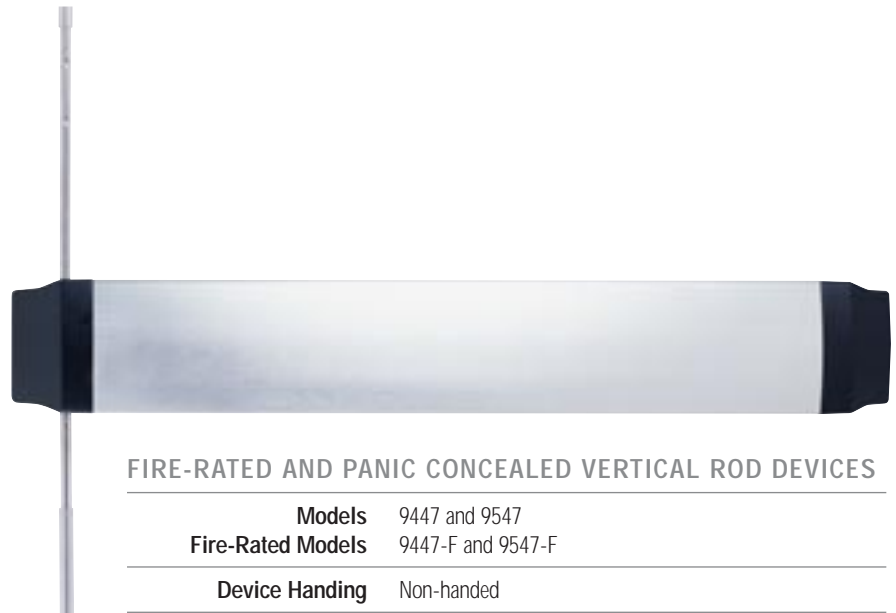 FIRE-RATED AND PANIC CONCEALED VERTICAL ROD DEVICES
Models 9447 and 9547
Fire-Rated Models 9447-F and 9547-F
Device Handing Non-handed